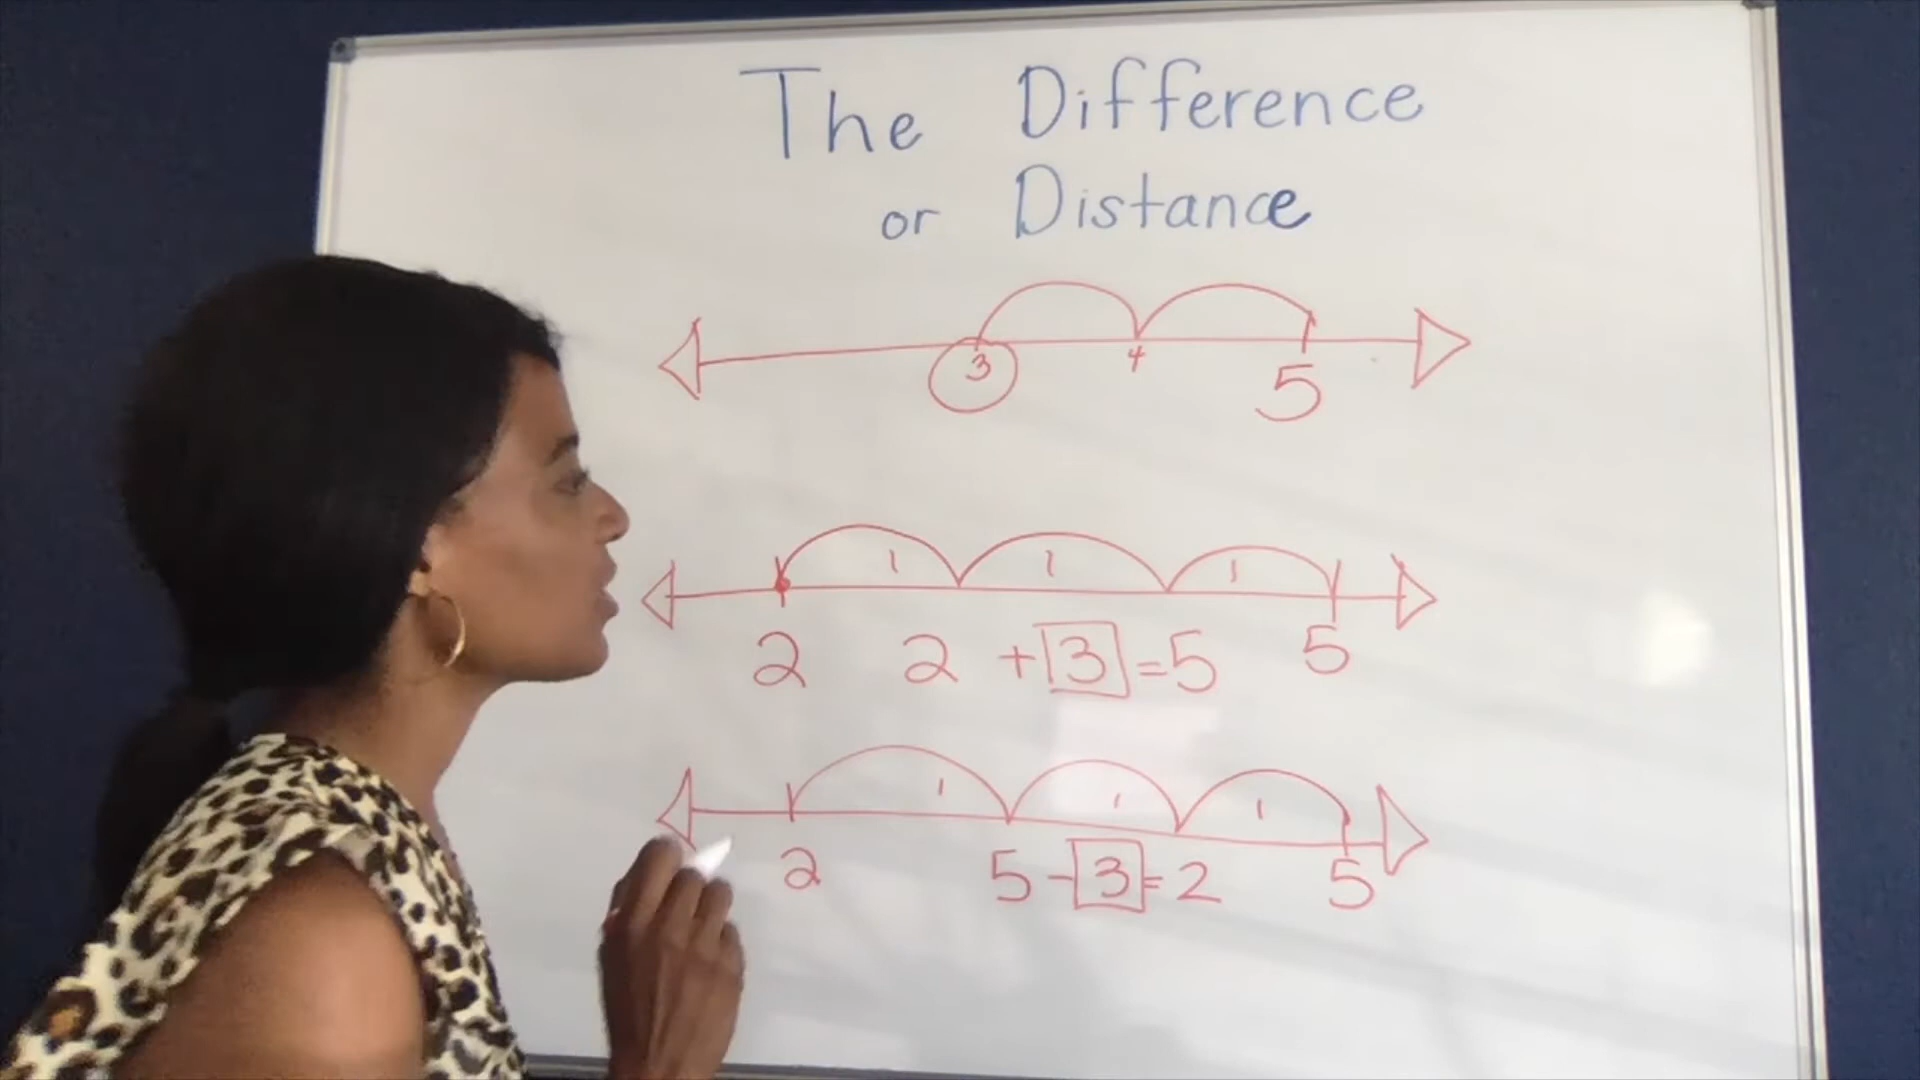 The Difference
or Distance
3 4 5
1 1 1
2 2 + 3 = 5 5
1 1 1
2 5 - 3 = 2 5